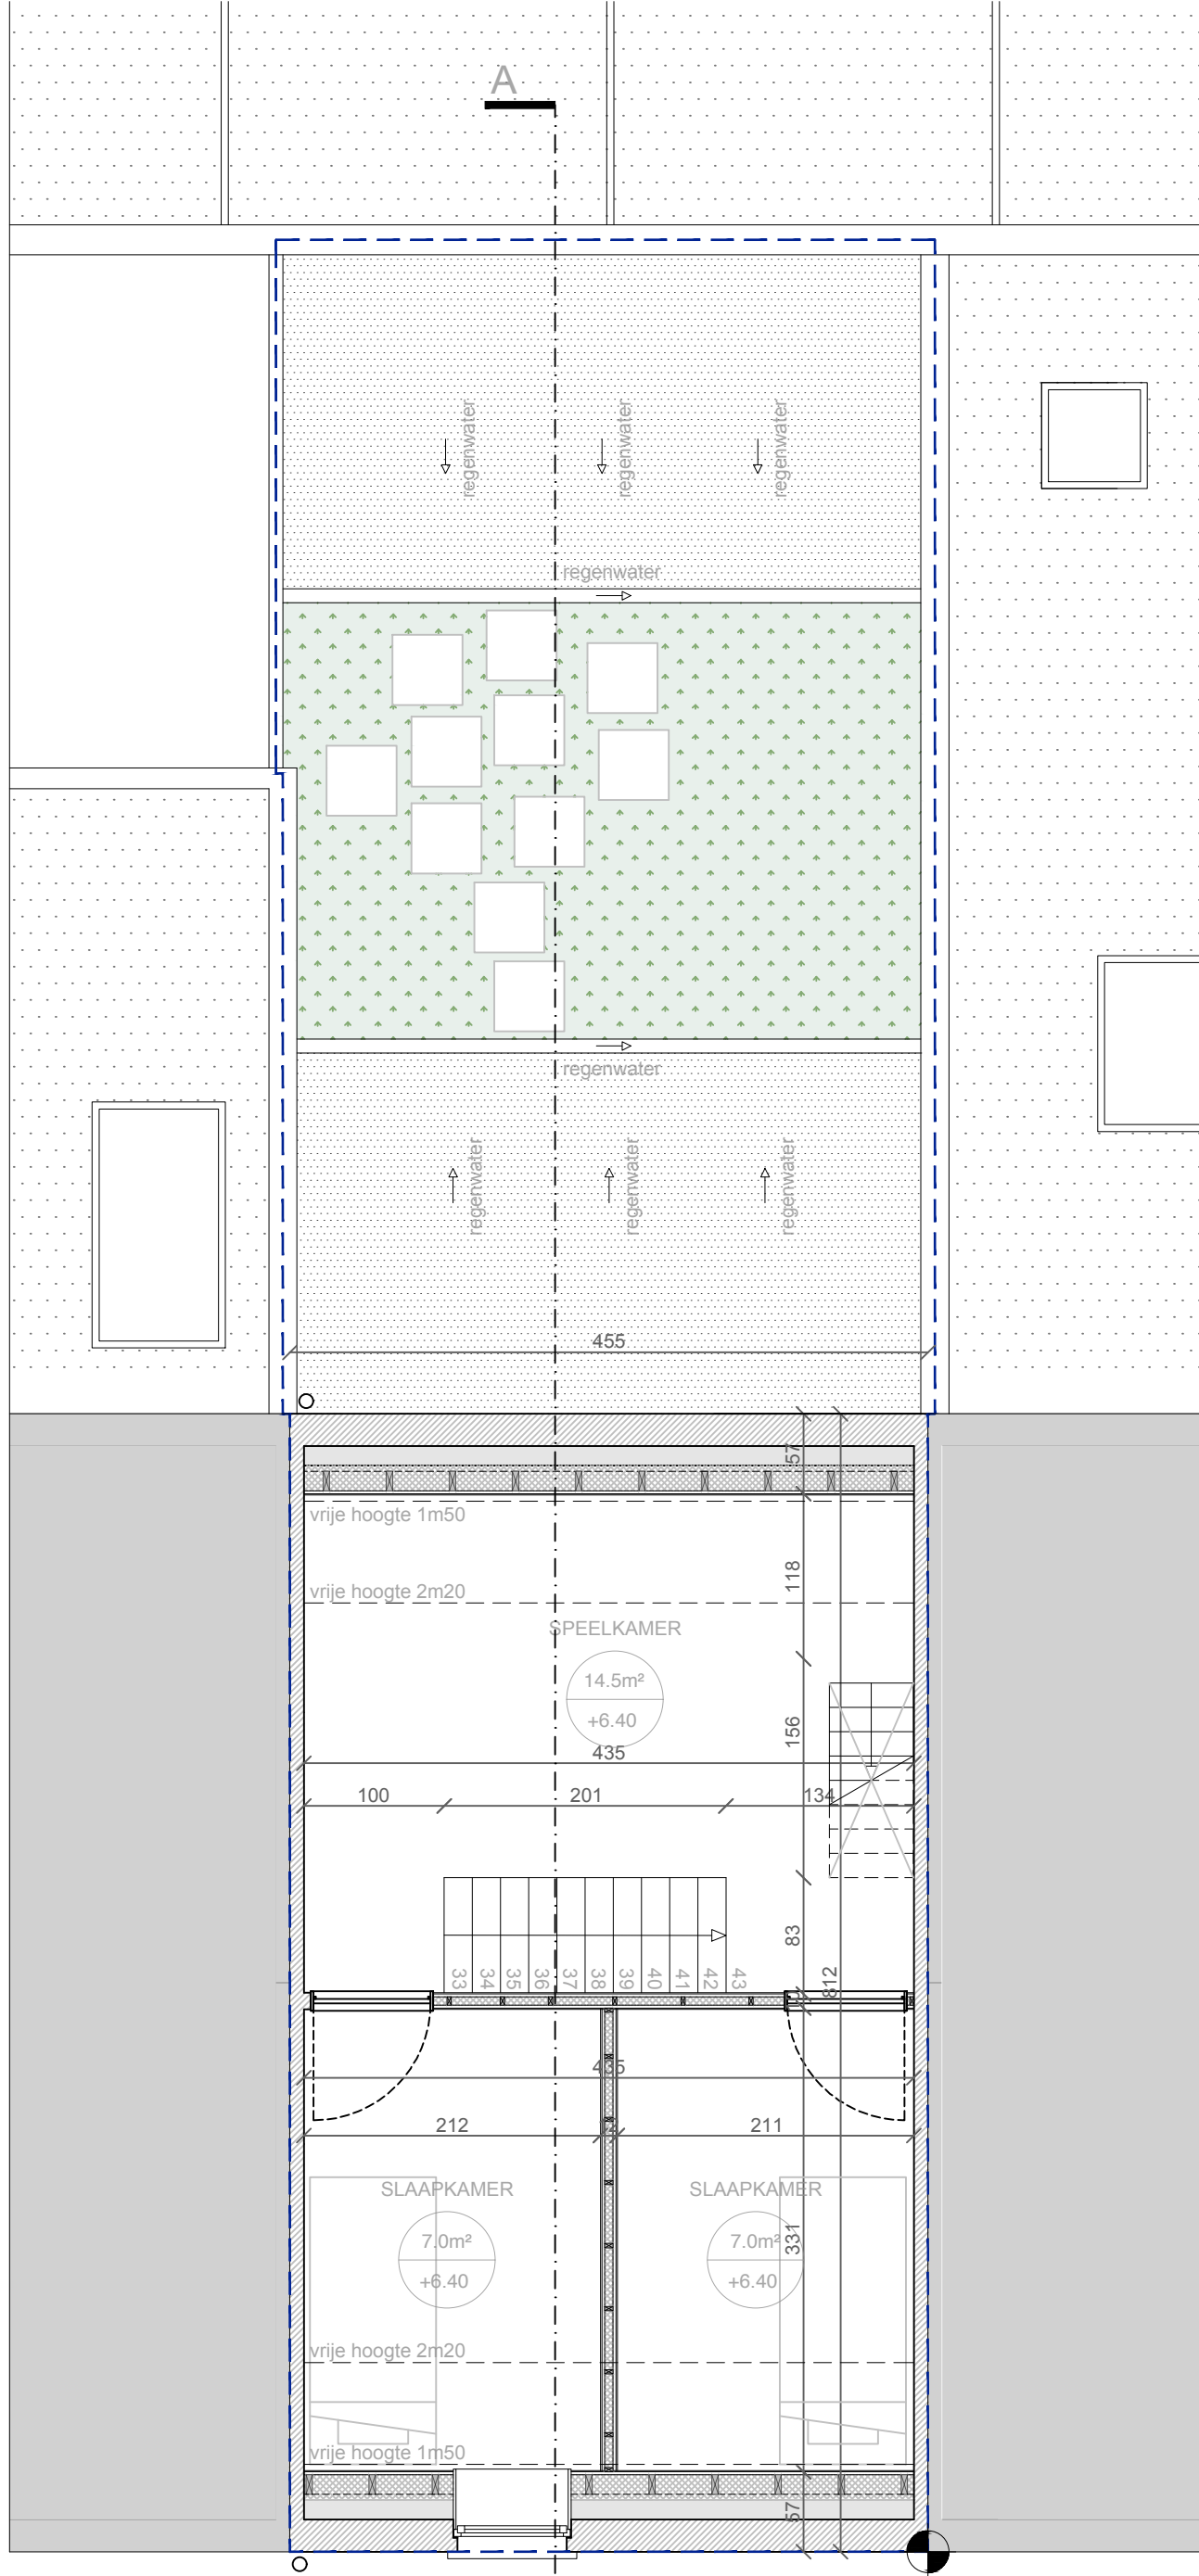 A
regenwater
regenwater
regenwater
regenwater
regenwater
regenwater
regenwater
regenwater
455
57
vrije hoogte 1m50
118
vrije hoogte 2m20
SPEELKAMER
14.5m²
+6.40
156
435
100
201
134
83
812
33
34
35
36
37
38
39
40
41
42
43
435
212
211
SLAAPKAMER
SLAAPKAMER
7.0m²
7.0m²
331
+6.40
+6.40
vrije hoogte 2m20
vrije hoogte 1m50
57